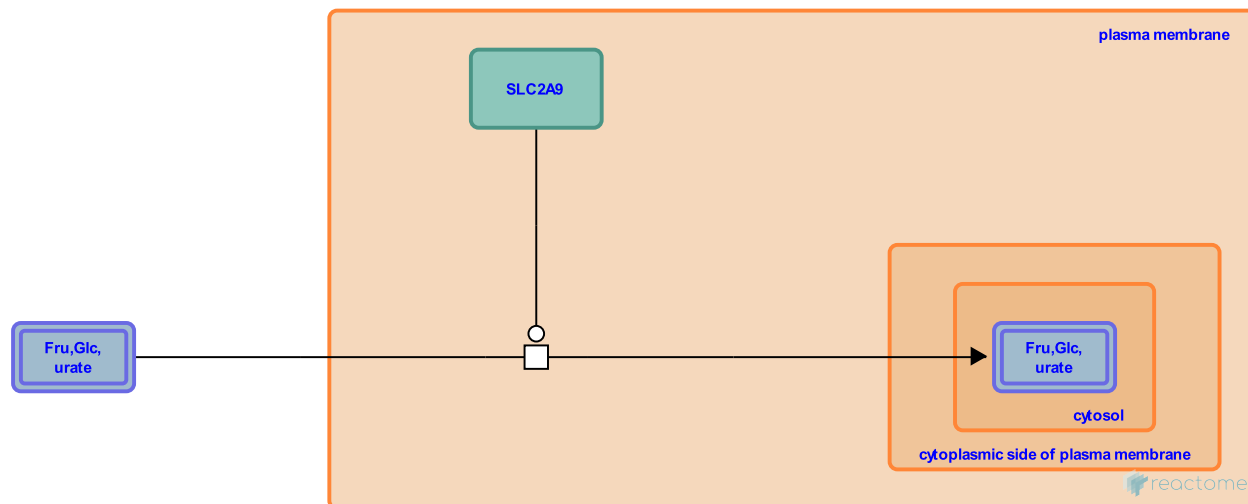 plasma membrane
SLC2A9
Fru,Glc,
urate
Fru,Glc,
urate
cytosol
cytoplasmic side of plasma membrane
reactome